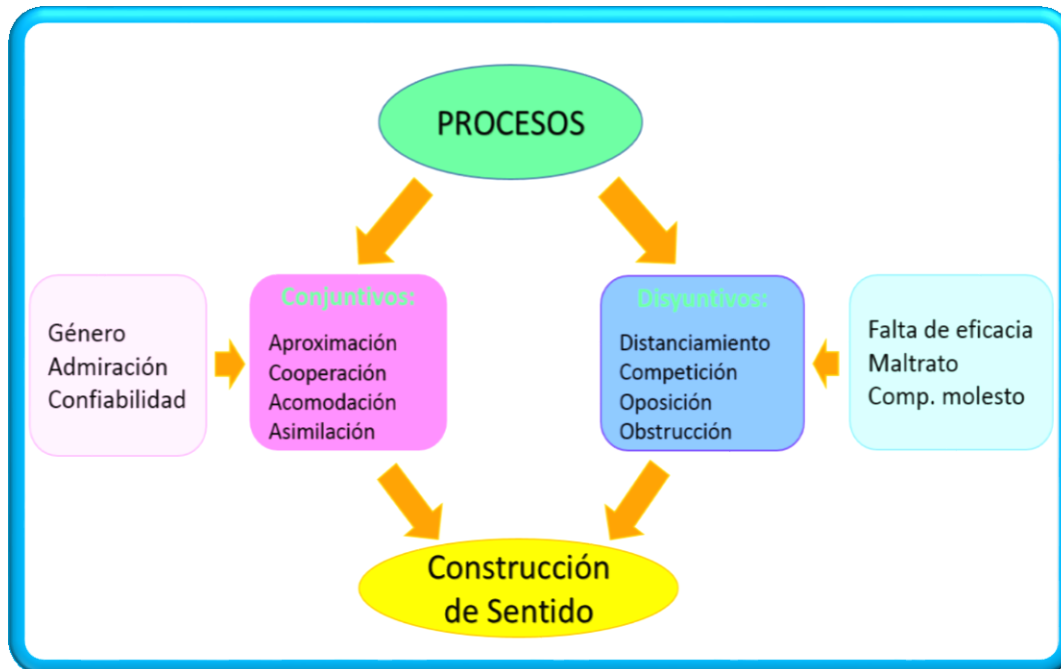 PROCESOS
Género
Admiración
Confiabilidad
Conjuntivos:
Aproximación
Cooperación
Acomodación
Asimilación
Disyuntivos:
Distanciamiento
Competición
Oposición
Obstrucción
Falta de eficacia
Maltrato
Comp. molesto
Construcción
de Sentido